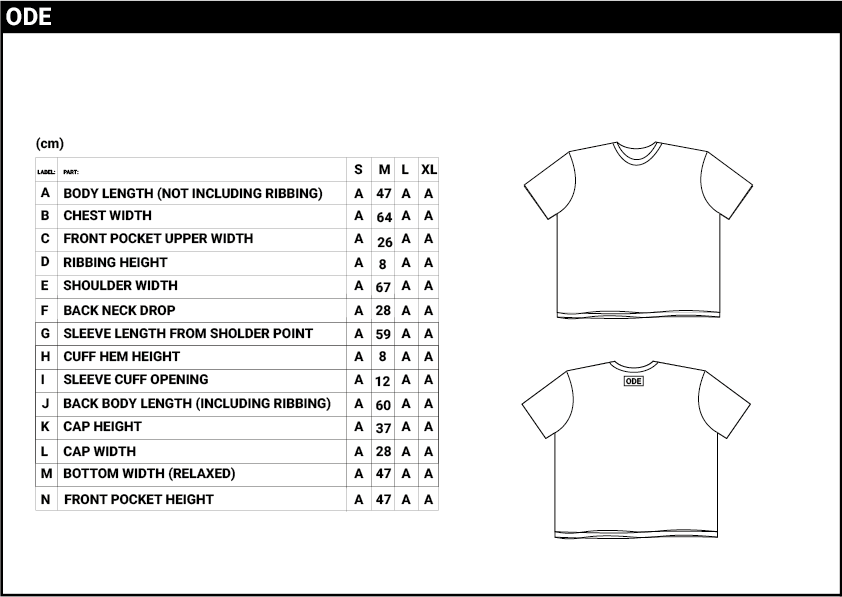 ODE
(cm)
LABEL: PART: S M L XL
A BODY LENGTH (NOT INCLUDING RIBBING) A 47 A A
B CHEST WIDTH A 64 A A
C FRONT POCKET UPPER WIDTH A 26 A A
D RIBBING HEIGHT A 8 A A
E SHOULDER WIDTH A 67 A A
F BACK NECK DROP A 28 A A
G SLEEVE LENGTH FROM SHOLDER POINT A 59 A A
H CUFF HEM HEIGHT A 8 A A
I SLEEVE CUFF OPENING A 12 A A
J BACK BODY LENGTH (INCLUDING RIBBING) A 60 A A
K CAP HEIGHT A 37 A A
L CAP WIDTH A 28 A A
M BOTTOM WIDTH (RELAXED) A 47 A A
N FRONT POCKET HEIGHT A 47 A A
ODE